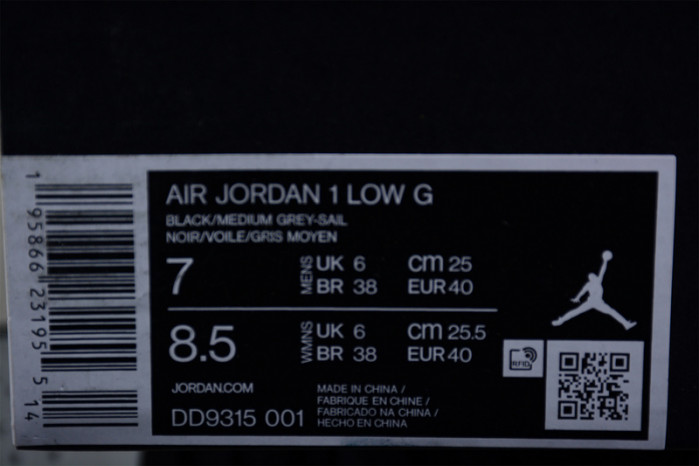 AIR JORDAN 1 LOW G
BLACK/MEDIUM GREY-SAIL
NOIR/VOILE/GRIS MOYEN
7 MENS UK 6 cm 25
BR 38 EUR 40
8.5 WMNS UK 6 cm 25.5
BR 38 EUR 40
RFID
JORDAN.COM
DD9315 001
MADE IN CHINA /
FABRIQUE EN CHINE /
FABRICADO NA CHINA /
HECHO EN CHINA
1 95866 23195 5 14